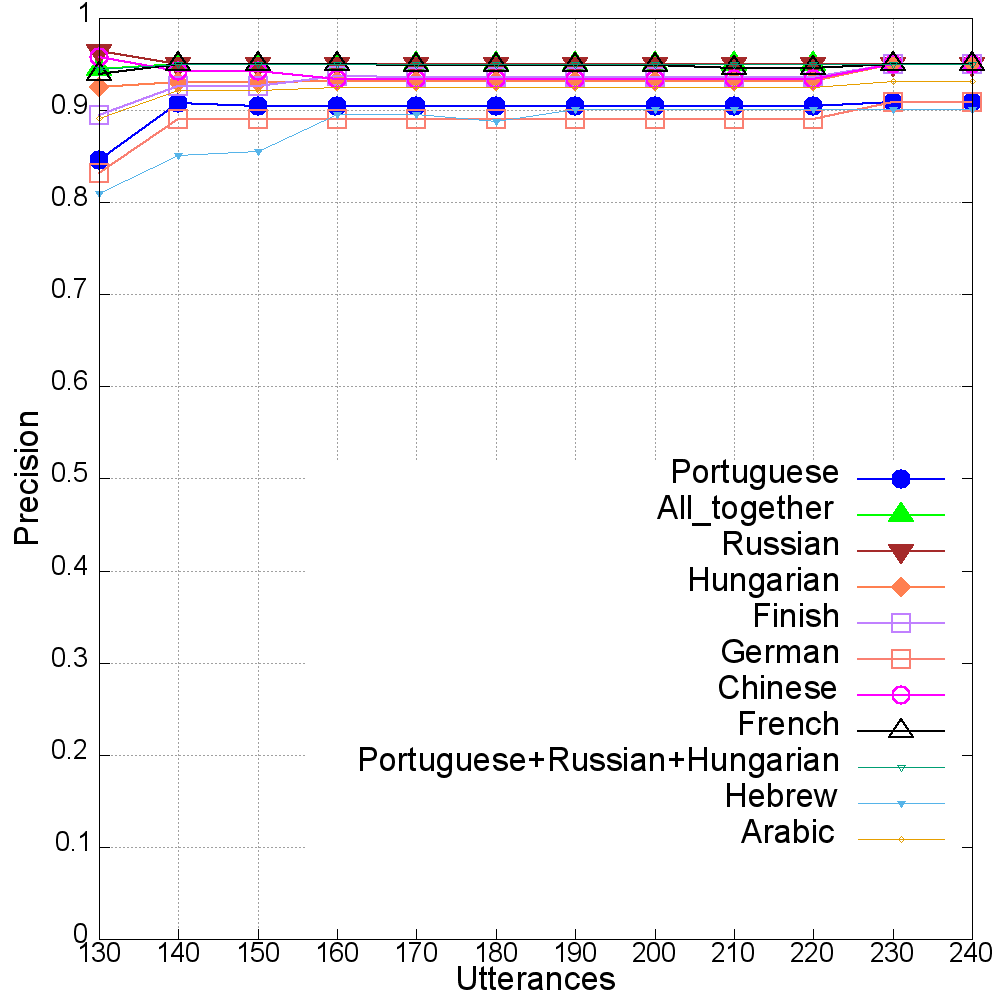 1
0.9
0.8
0.7
0.6
0.5
0.4
0.3
0.2
0.1
0
Precision
Portuguese
All_together
Russian
Hungarian
Finish
German
Chinese
French
Portuguese+Russian+Hungarian
Hebrew
Arabic
130 140 150 160 170 180 190 200 210 220 230 240
Utterances